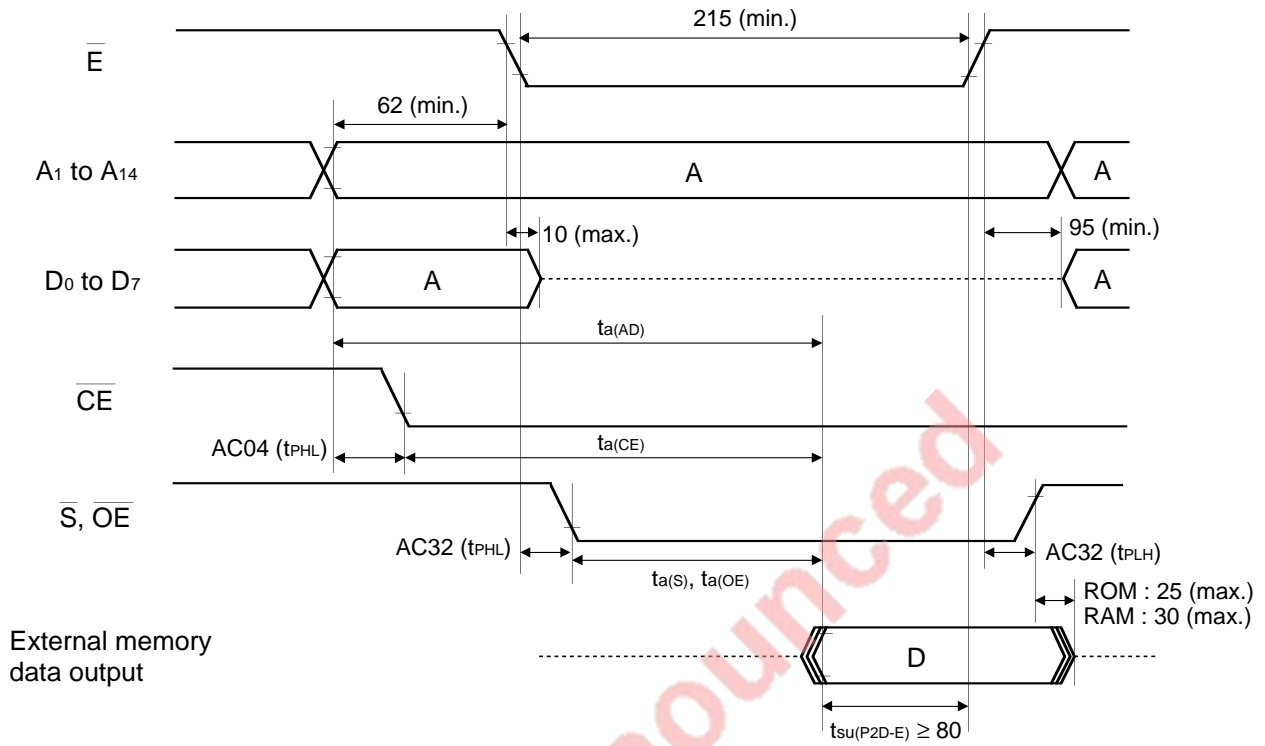 215 (min.)
E
62 (min.)
A1 to A14
A
A
10 (max.)
95 (min.)
D0 to D7
A
A
ta(AD)
CE
AC04 (tPHL)
ta(CE)
S, OE
AC32 (tPHL)
AC32 (tPLH)
ta(S), ta(OE)
ROM : 25 (max.)
RAM : 30 (max.)
External memory
data output
D
tsu(P2D-E) ≥ 80
ounced